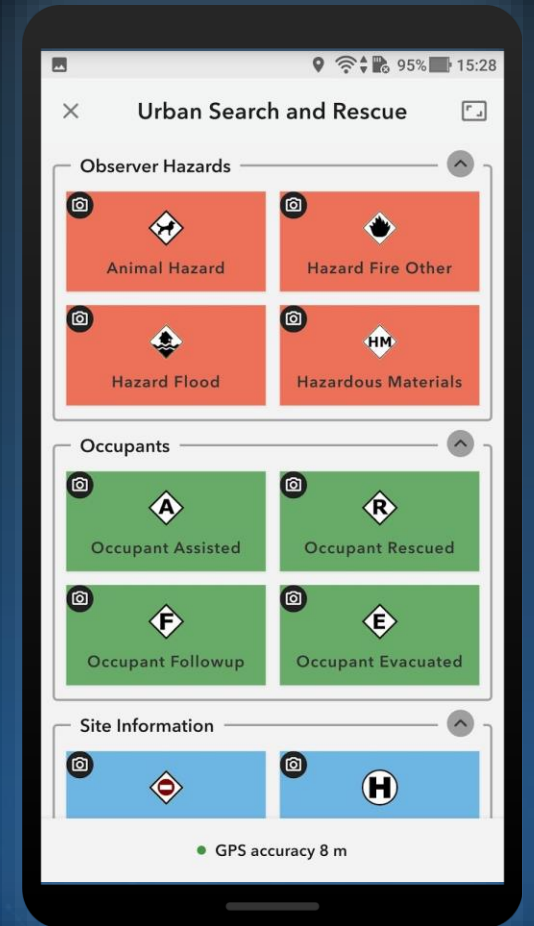 95% 15:28
Urban Search and Rescue
Observer Hazards
Animal Hazard
Hazard Fire Other
Hazard Flood
HM
Hazardous Materials
Occupants
A
Occupant Assisted
R
Occupant Rescued
F
Occupant Followup
E
Occupant Evacuated
Site Information
H
GPS accuracy 8 m